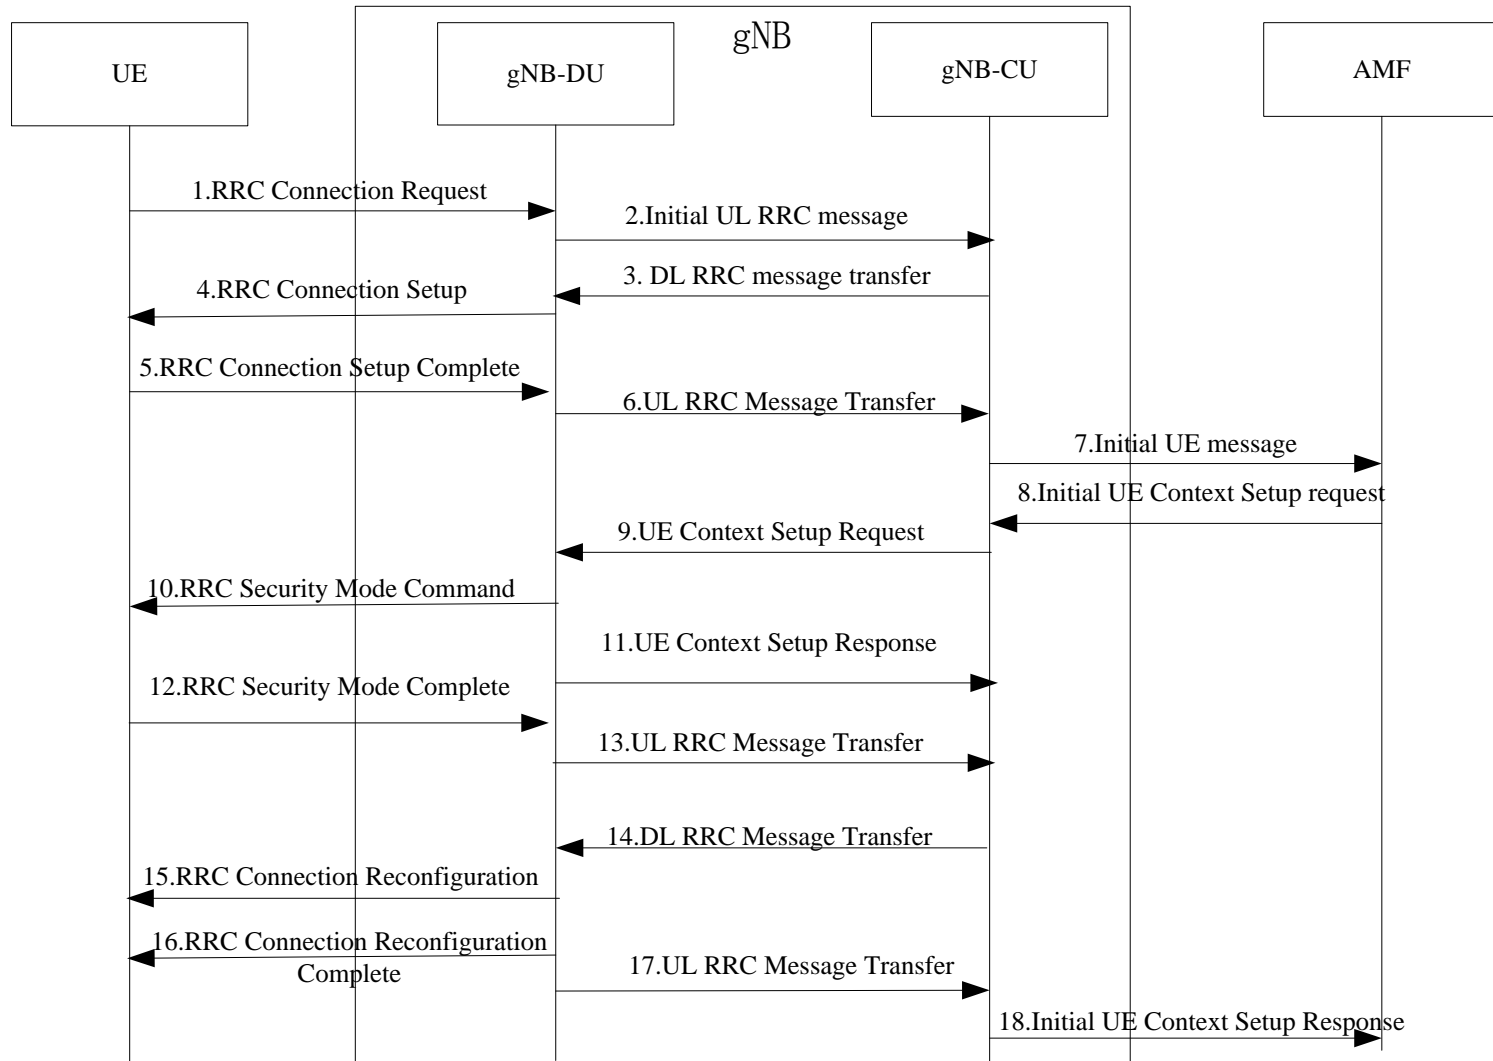 gNB
UE
gNB-DU
gNB-CU
AMF
1.RRC Connection Request
2.Initial UL RRC message
3. DL RRC message transfer
4.RRC Connection Setup
5.RRC Connection Setup Complete
6.UL RRC Message Transfer
7.Initial UE message
8.Initial UE Context Setup request
9.UE Context Setup Request
10.RRC Security Mode Command
11.UE Context Setup Response
12.RRC Security Mode Complete
13.UL RRC Message Transfer
14.DL RRC Message Transfer
15.RRC Connection Reconfiguration
16.RRC Connection Reconfiguration
Complete
17.UL RRC Message Transfer
18.Initial UE Context Setup Response